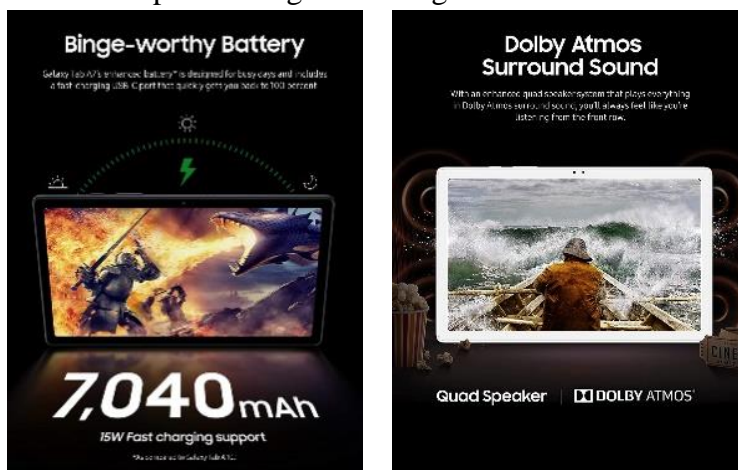 Binge-worthy Battery
Galaxy Tab A7's enhanced battery* is designed for busy days and includes
a fast-charging USB-C port that quickly gets you back to 100 percent
7,040mAh
15W Fast charging support
Dolby Atmos
Surround Sound
With an enhanced quad speaker system that plays everything
in Dolby Atmos surround sound, you'll always feel like you're
listening from the front row.
CINE
Quad Speaker | DOLBY ATMOS®